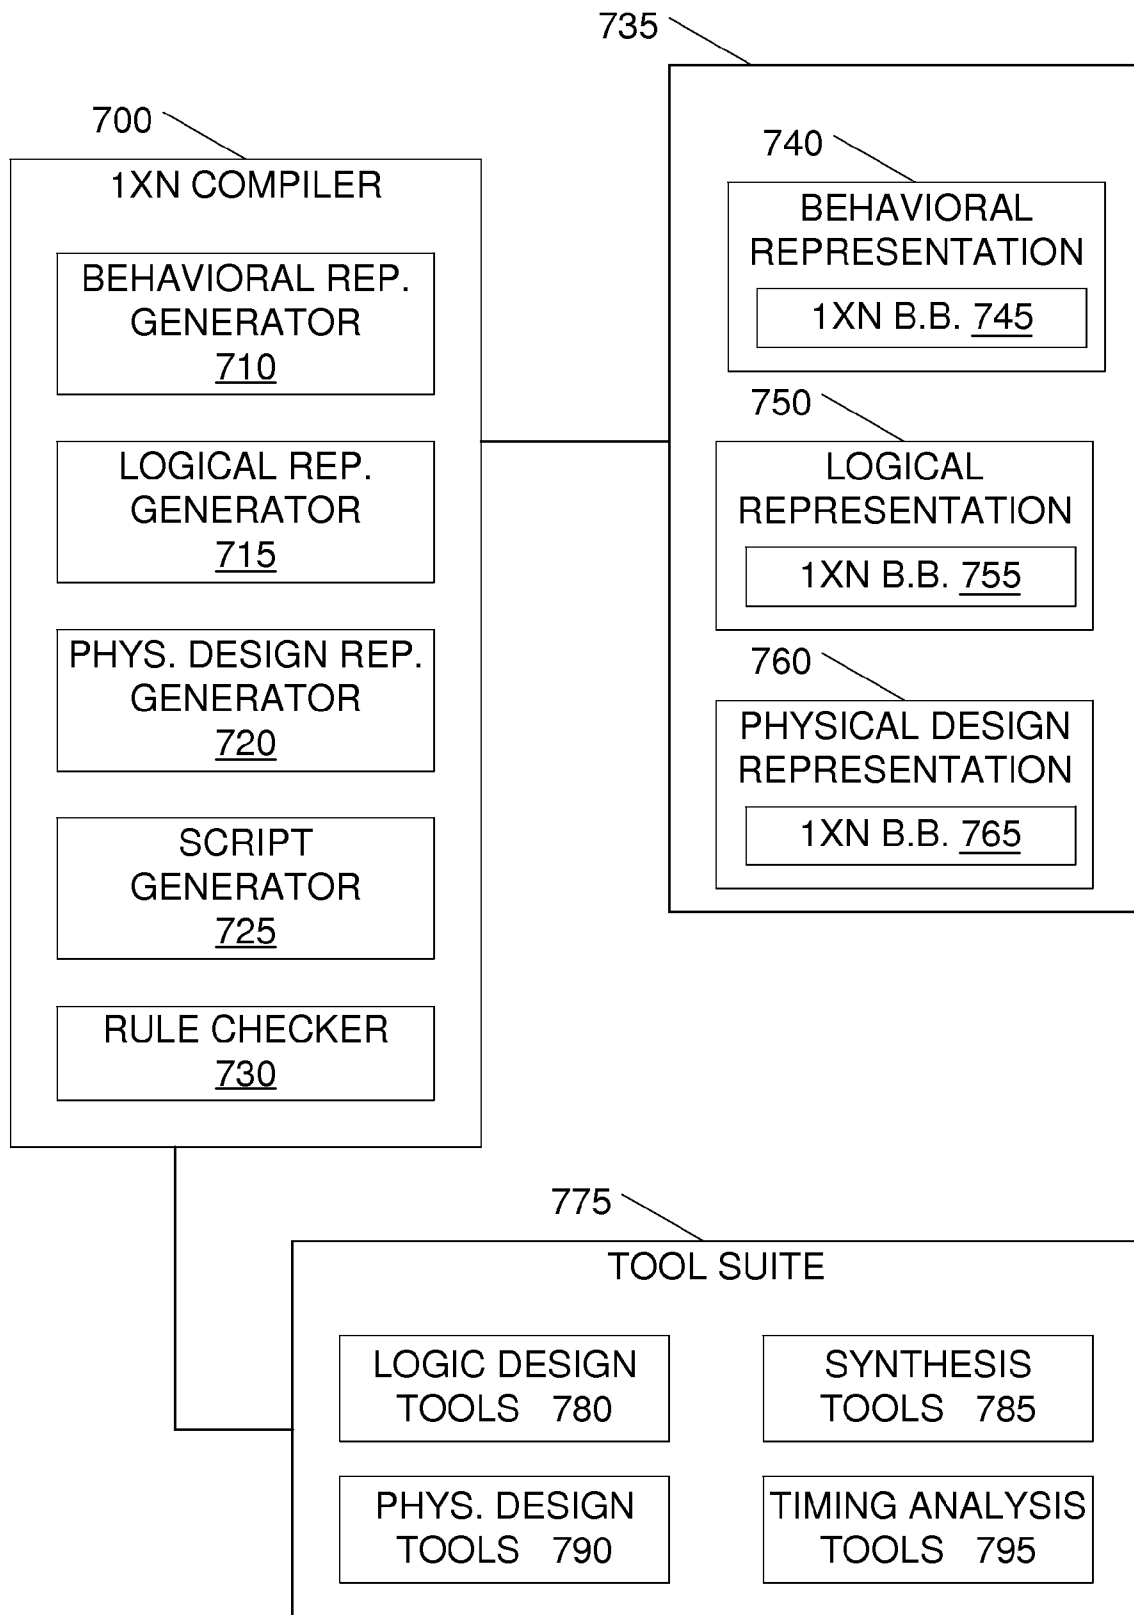 735
700
1XN COMPILER
BEHAVIORAL REP.
GENERATOR
710
LOGICAL REP.
GENERATOR
715
PHYS. DESIGN REP.
GENERATOR
720
SCRIPT
GENERATOR
725
RULE CHECKER
730
740
BEHAVIORAL
REPRESENTATION
1XN B.B. 745
750
LOGICAL
REPRESENTATION
1XN B.B. 755
760
PHYSICAL DESIGN
REPRESENTATION
1XN B.B. 765
775
TOOL SUITE
LOGIC DESIGN
TOOLS 780
SYNTHESIS
TOOLS 785
PHYS. DESIGN
TOOLS 790
TIMING ANALYSIS
TOOLS 795